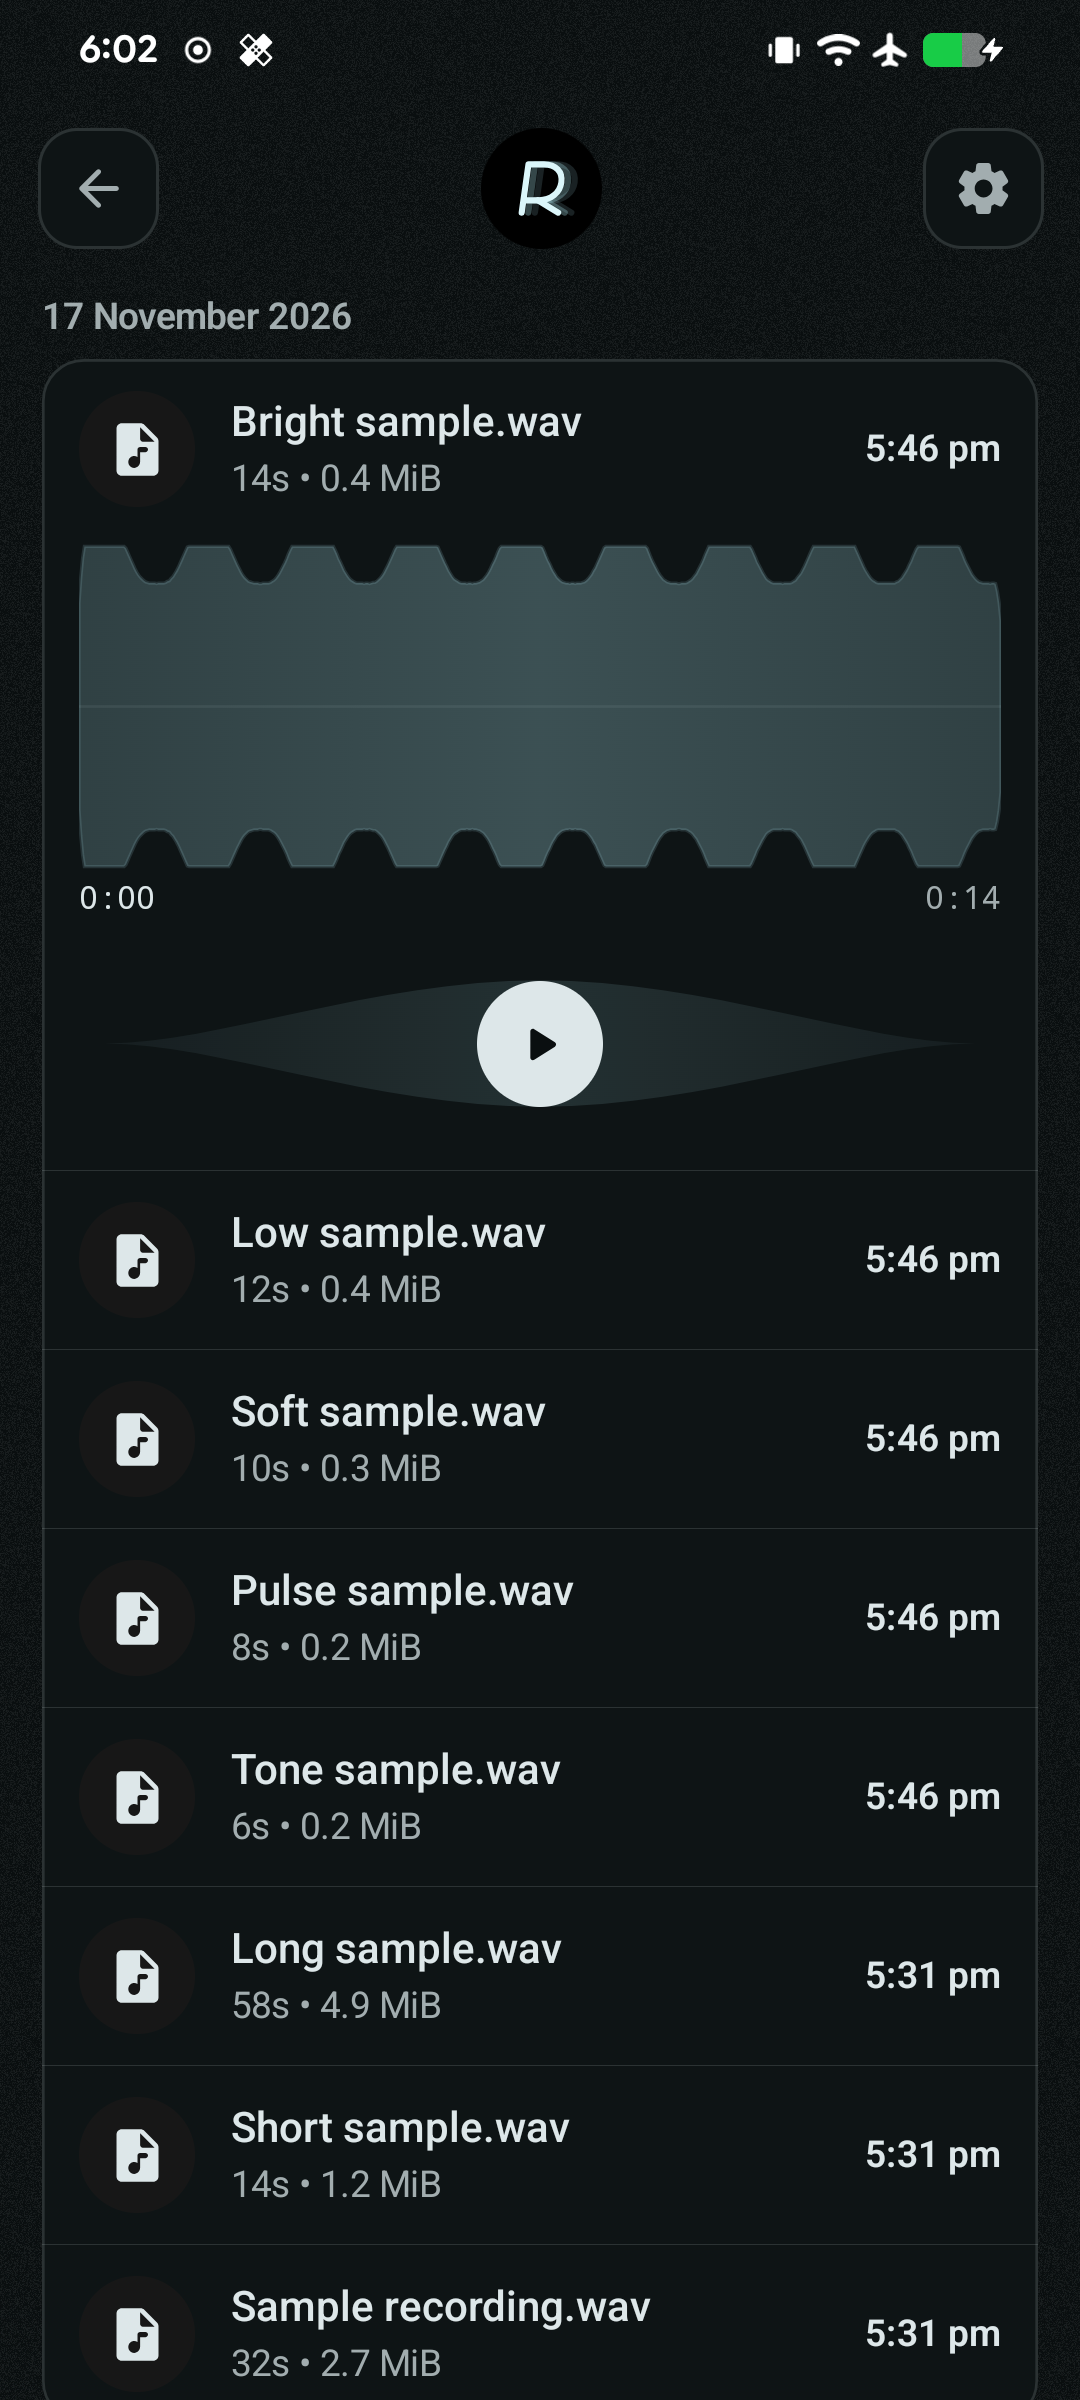 6:02
R
17 November 2026
Bright sample.wav
14s • 0.4 MiB
5:46 pm
0:00
0:14
Low sample.wav
12s • 0.4 MiB
5:46 pm
Soft sample.wav
10s • 0.3 MiB
5:46 pm
Pulse sample.wav
8s • 0.2 MiB
5:46 pm
Tone sample.wav
6s • 0.2 MiB
5:46 pm
Long sample.wav
58s • 4.9 MiB
5:31 pm
Short sample.wav
14s • 1.2 MiB
5:31 pm
Sample recording.wav
32s • 2.7 MiB
5:31 pm